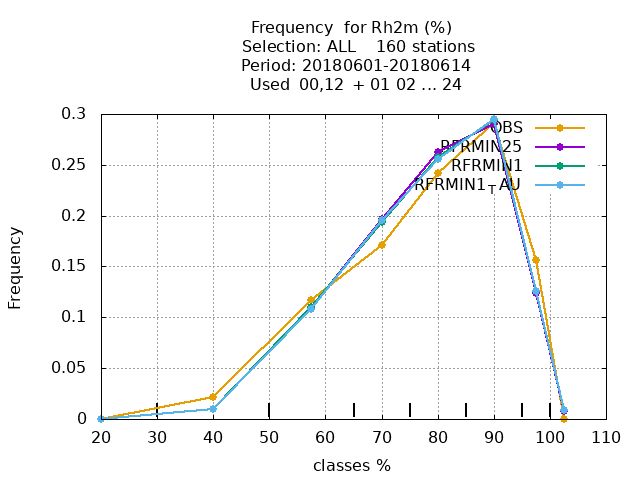 Frequency  for Rh2m (%)
Selection: ALL    160 stations
Period: 20180601-20180614
Used  00,12  + 01 02 ... 24
0.3
0.25
0.2
0.15
0.1
0.05
0
Frequency
OBS
RFRMIN25
RFRMIN1
RFRMIN1_TAU
20 30 40 50 60 70 80 90 100 110
classes %